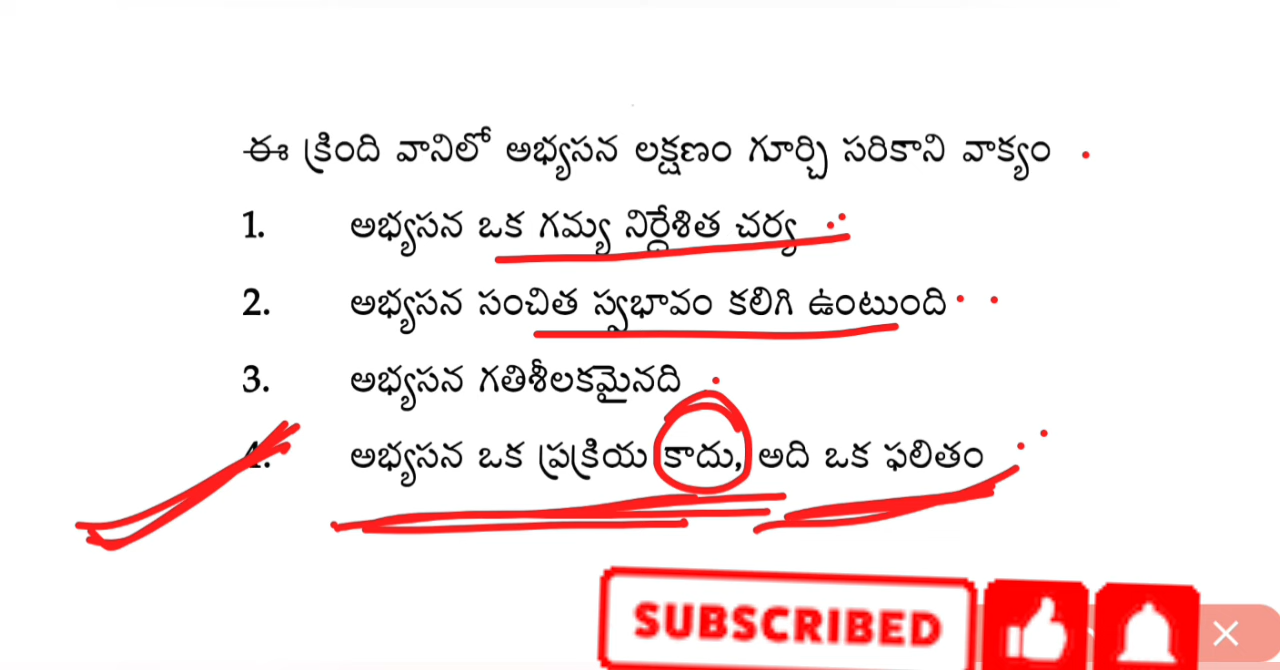 ఈ క్రింది వానిలో అభ్యసన లక్షణం గూర్చి సరికాని వాక్యం
1. అభ్యసన ఒక గమ్య నిర్దేశిత చర్య
2. అభ్యసన సంచిత స్వభావం కలిగి ఉంటుంది
3. అభ్యసన గతిశీలకమైనది
4. అభ్యసన ఒక ప్రక్రియ కాదు, అది ఒక ఫలితం
SUBSCRIBED